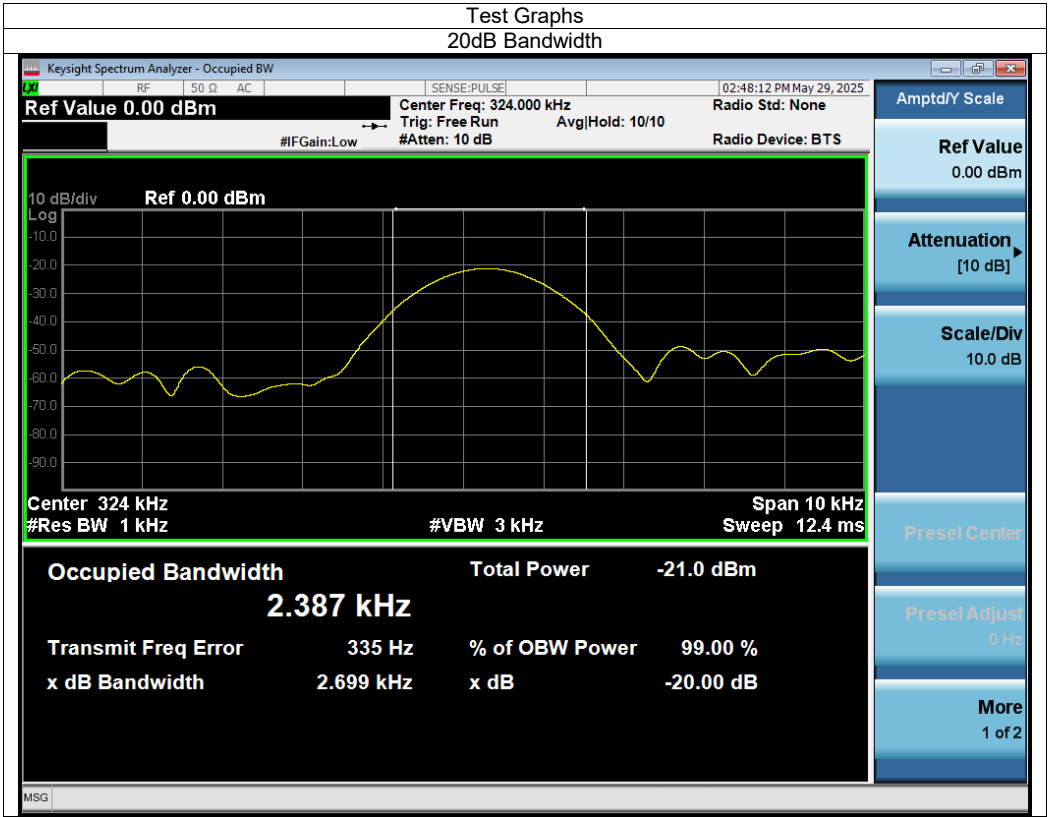 Test Graphs
20dB Bandwidth
Keysight Spectrum Analyzer - Occupied BW
LXI RF 50 Ω AC SENSE:PULSE 02:48:12 PM May 29, 2025
Ref Value 0.00 dBm Center Freq: 324.000 kHz Radio Std: None
Trig: Free Run Avg|Hold: 10/10
#IFGain:Low #Atten: 10 dB Radio Device: BTS
10 dB/div Ref 0.00 dBm
Log
-10.0
-20.0
-30.0
-40.0
-50.0
-60.0
-70.0
-80.0
-90.0
Center 324 kHz Span 10 kHz
#Res BW 1 kHz #VBW 3 kHz Sweep 12.4 ms
Occupied Bandwidth Total Power -21.0 dBm
2.387 kHz
Transmit Freq Error 335 Hz % of OBW Power 99.00 %
x dB Bandwidth 2.699 kHz x dB -20.00 dB
MSG
Amptd/Y Scale
Ref Value
0.00 dBm
Attenuation
[10 dB]
Scale/Div
10.0 dB
Presel Center
Presel Adjust
0 Hz
More
1 of 2